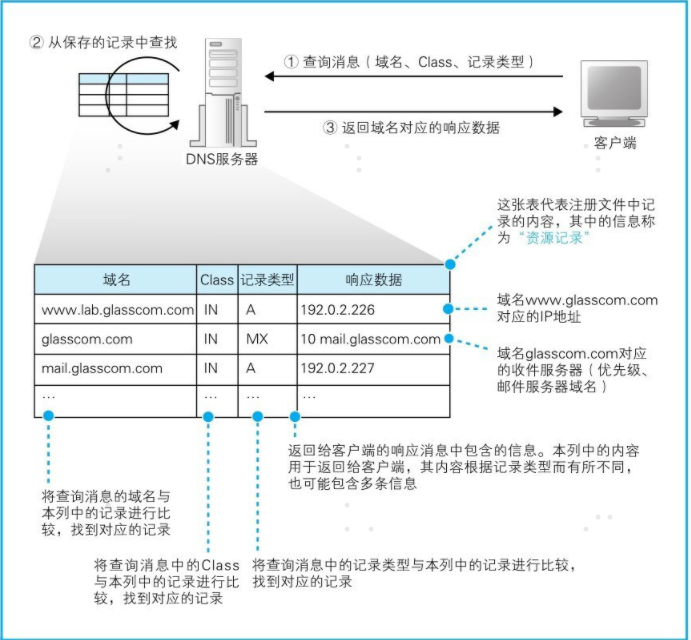 ② 从保存的记录中查找
① 查询消息（域名、Class、记录类型）
③ 返回域名对应的响应数据
DNS服务器
客户端
这张表代表注册文件中记
录的内容，其中的信息称
为“资源记录”
域名 Class 记录类型 响应数据
www.lab.glasscom.com IN A 192.0.2.226
glasscom.com IN MX 10 mail.glasscom.com
mail.glasscom.com IN A 192.0.2.227
… … … …
域名www.glasscom.com
对应的IP地址
域名glasscom.com对应
的收件服务器（优先级、
邮件服务器域名）
返回给客户端的响应消息中包含的信息。本列中的内容
用于返回给客户端，其内容根据记录类型而有所不同，
也可能包含多条信息
将查询消息的域名与
本列中的记录进行比
较，找到对应的记录
将查询消息中的Class
与本列中的记录进行比
较，找到对应的记录
将查询消息中的记录类型与本列中的记录进行比较，
找到对应的记录